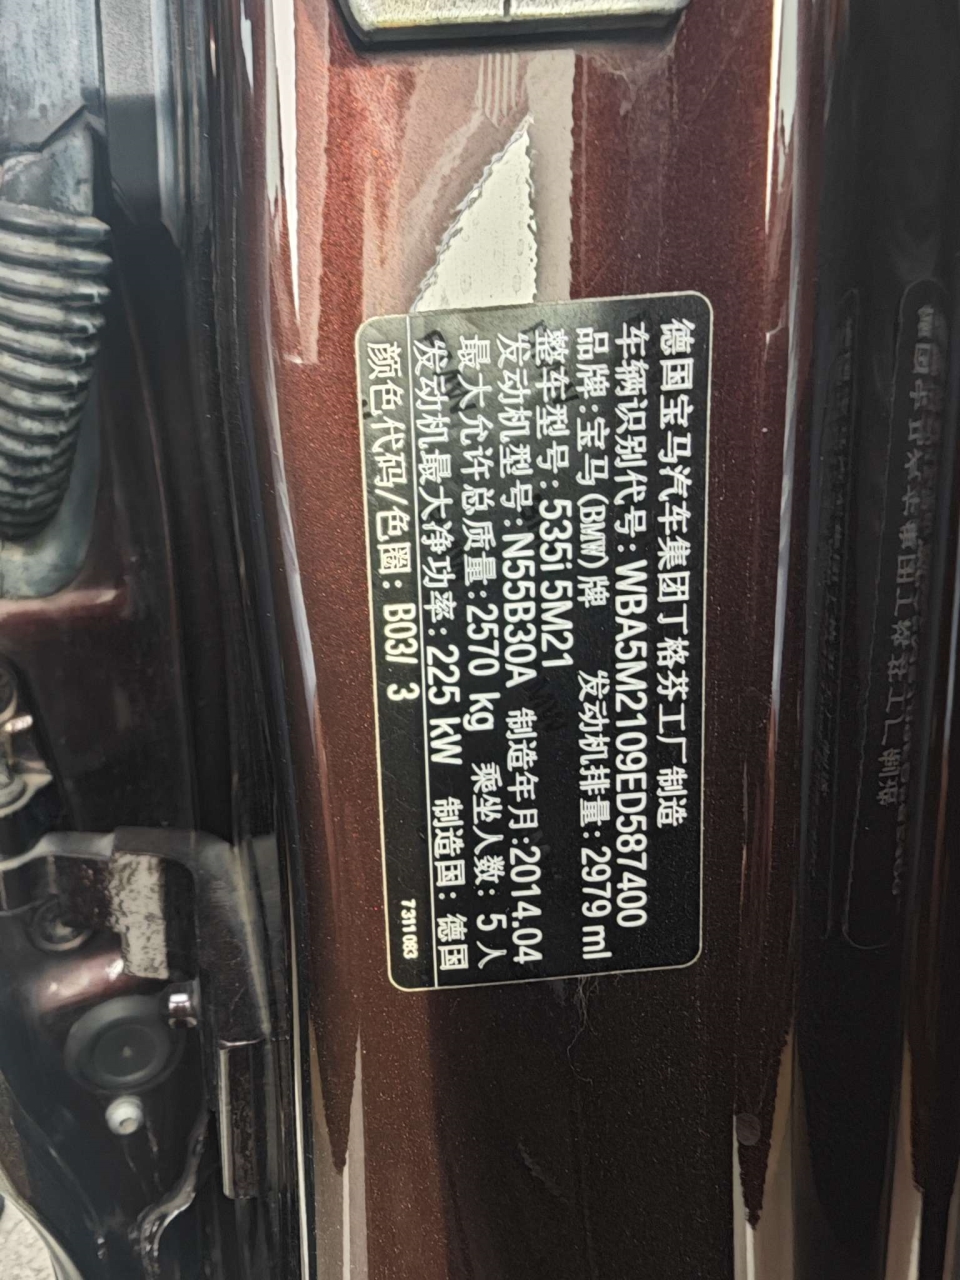 德国宝马汽车集团丁格芬工厂制造
车辆识别代号：WBA5M2109ED587400
品牌：宝马(BMW)牌 发动机排量：2979 ml
整车型号：535i 5M21
发动机型号：N55B30A 制造年月：2014.04
最大允许总质量：2570 kg 乘坐人数：5人
发动机最大净功率：225 kW 制造国：德国
颜色代码/色圈：B03/ 3
7311 083